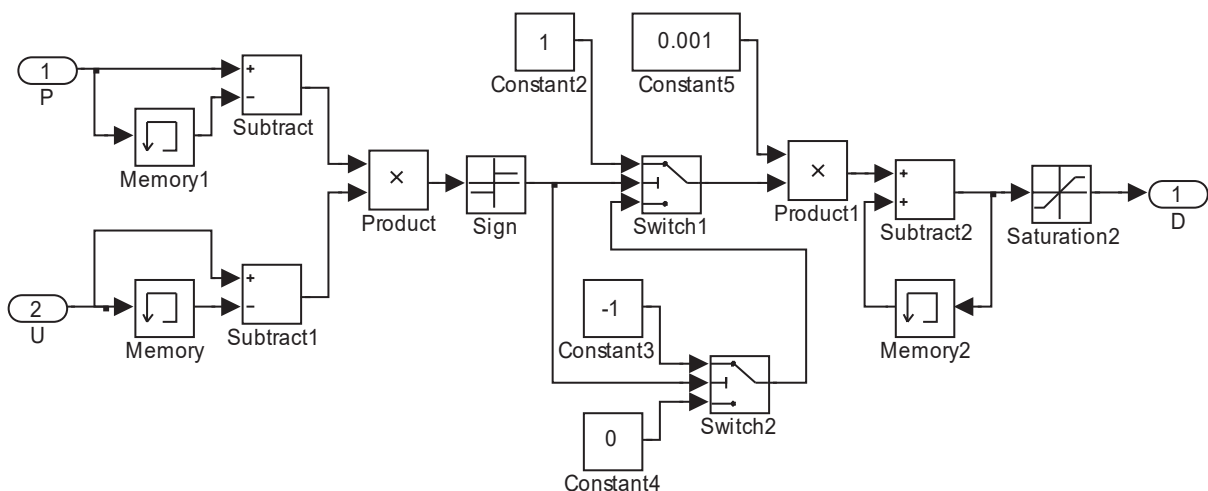 1
P
Memory1
+
−
Subtract
2
U
Memory
+
−
Subtract1
×
Product
Sign
1
Constant2
Switch1
0.001
Constant5
×
Product1
+
+
Subtract2
Memory2
Saturation2
1
D
-1
Constant3
0
Constant4
Switch2